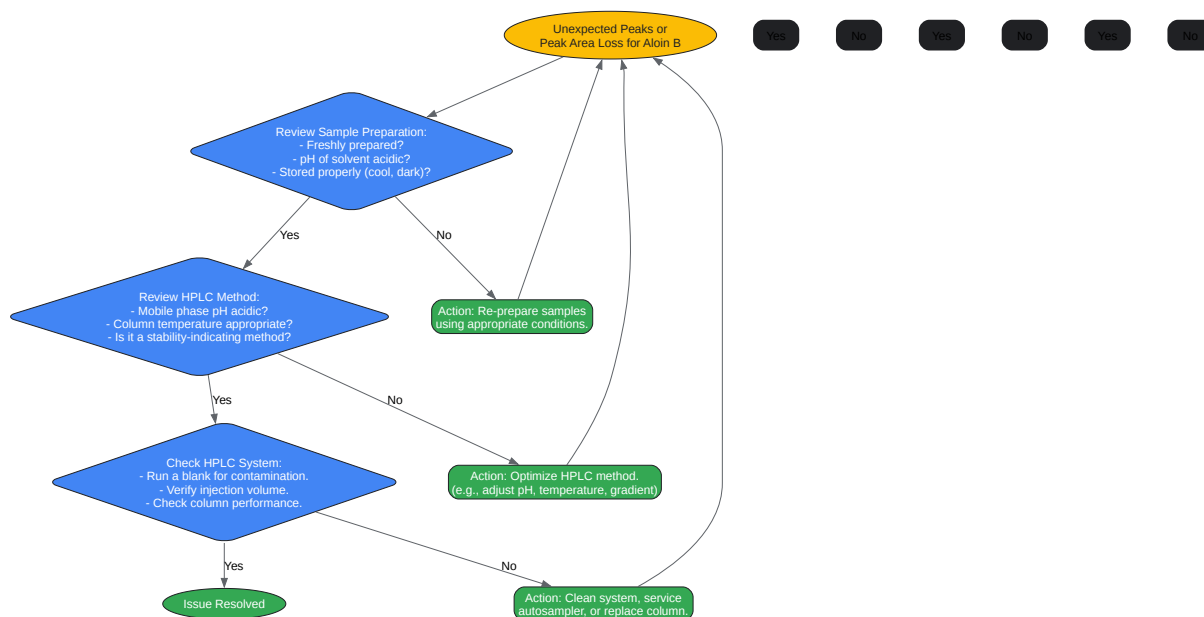 Unexpected Peaks or
Peak Area Loss for Aloin B
Yes
No
Yes
No
Yes
No
Review Sample Preparation:
- Freshly prepared?
- pH of solvent acidic?
- Stored properly (cool, dark)?
Yes
No
Review HPLC Method:
- Mobile phase pH acidic?
- Column temperature appropriate?
- Is it a stability-indicating method?
Action: Re-prepare samples
using appropriate conditions.
Yes
No
Check HPLC System:
- Run a blank for contamination.
- Verify injection volume.
- Check column performance.
Action: Optimize HPLC method.
(e.g., adjust pH, temperature, gradient)
Yes
No
Issue Resolved
Action: Clean system, service
autosampler, or replace column.